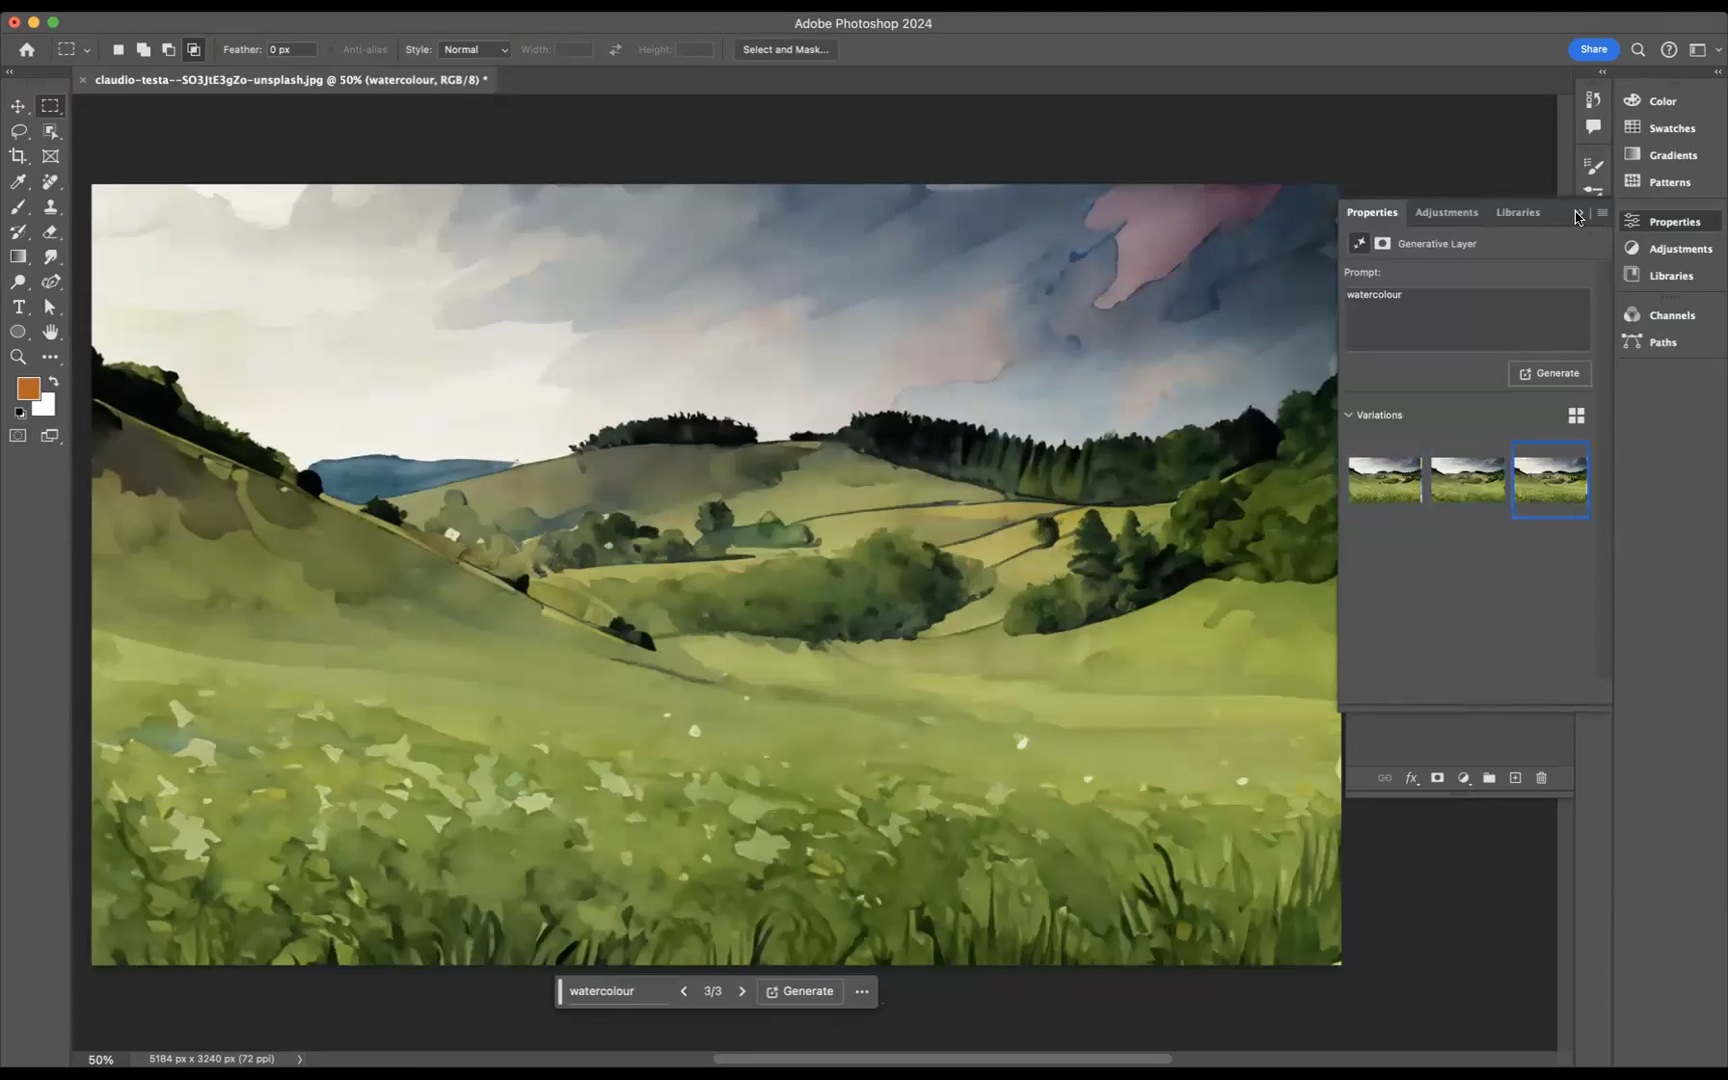 Adobe Photoshop 2024
Feather: 0 px Anti-alias Style: Normal Width: Height: Select and Mask... Share
claudio-testa--SO3JtE3gZo-unsplash.jpg @ 50% (watercolour, RGB/8) *
Color
Swatches
Gradients
Patterns
Properties
Adjustments
Libraries
Channels
Paths
Properties Adjustments Libraries
Generative Layer
Prompt:
watercolour
Generate
Variations
fx
watercolour 3/3 Generate
50% 5184 px x 3240 px (72 ppi)